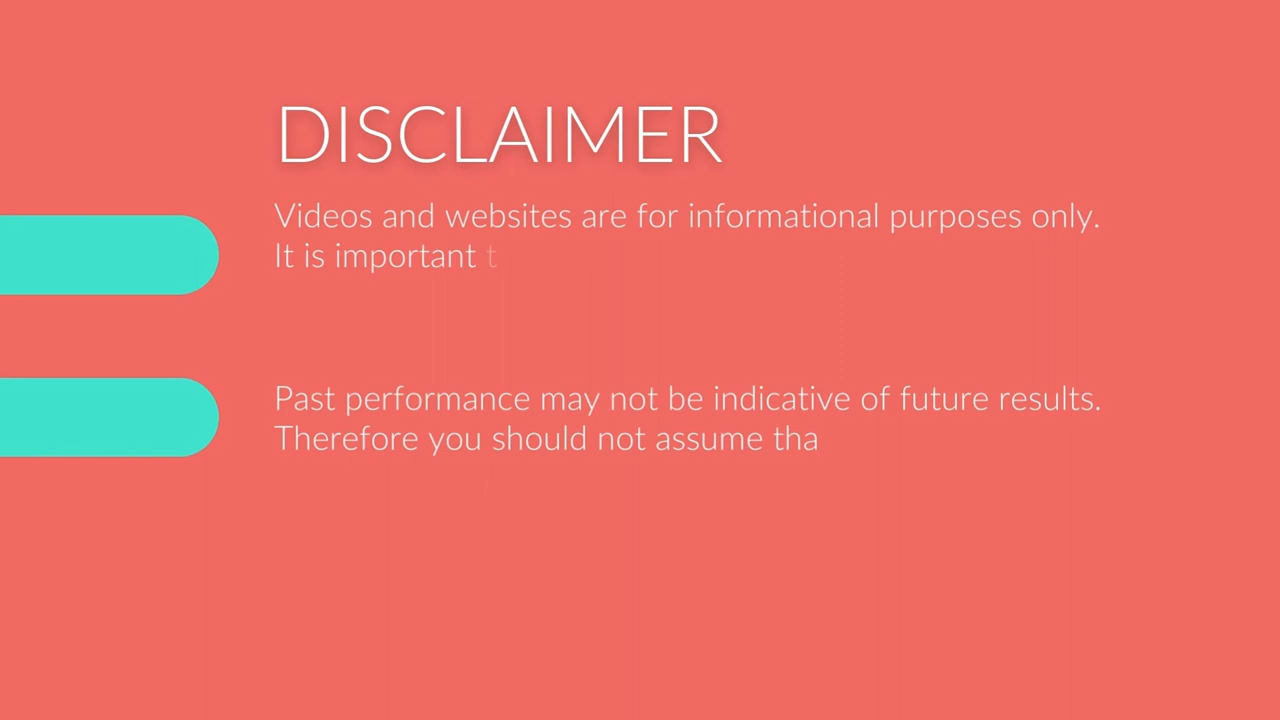 DISCLAIMER
Videos and websites are for informational purposes only.
It is important t
Past performance may not be indicative of future results.
Therefore you should not assume tha